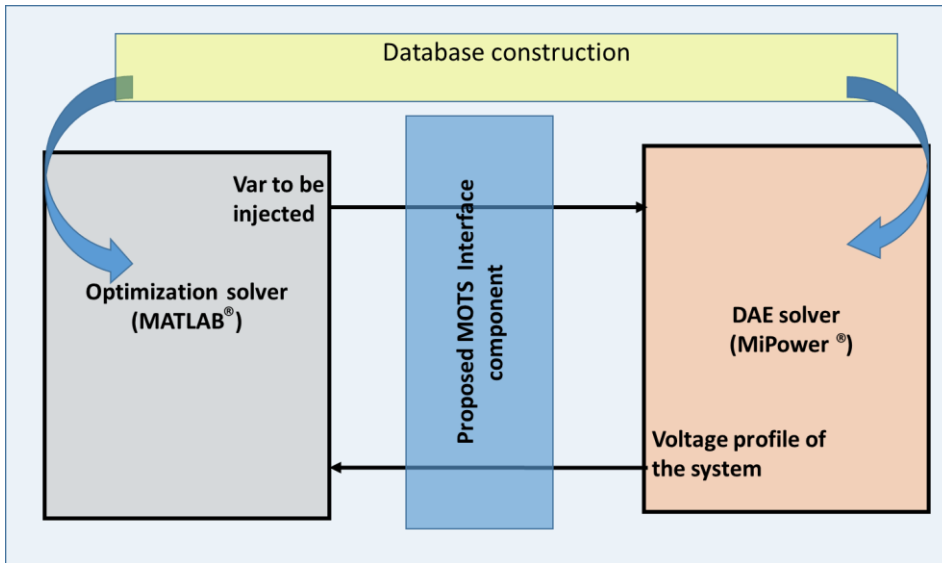 Database construction
Var to be
injected
Optimization solver
(MATLAB®)
Proposed MOTS Interface
component
DAE solver
(MiPower ®)
Voltage profile of
the system